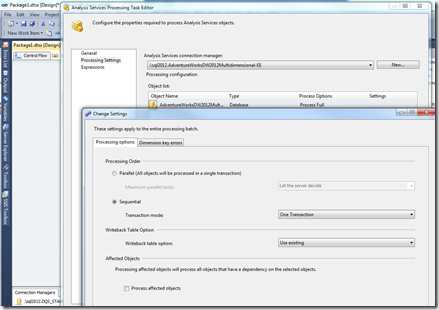 Package1.dtsx [Design]*
New Work Item
Package1.dtsx [Design]*
Control Flow
Error List
Output
Variables
Server Explorer
Toolbox
SSIS Toolbox
Connection Managers
.\sql2012.DQS_STA
Analysis Services Processing Task Editor
Configure the properties required to process Analysis Services objects.
General
Processing Settings
Expressions
Analysis Services connection manager:
.\sql2012.AdventureWorksDW2012Multidimensional-EE
New...
Processing configuration
Object list:
Object Name Type Process Options Settings
AdventureWorksDW2012Mult... Database Process Full
Change Settings
These settings apply to the entire processing batch.
Processing options Dimension key errors
Processing Order
Parallel (All objects will be processed in a single transaction)
Maximum parallel tasks: Let the server decide
Sequential
Transaction mode: One Transaction
Writeback Table Option
Writeback table option: Use existing
Affected Objects
Processing affected objects will process all objects that have a dependency on the selected objects.
Process affected objects